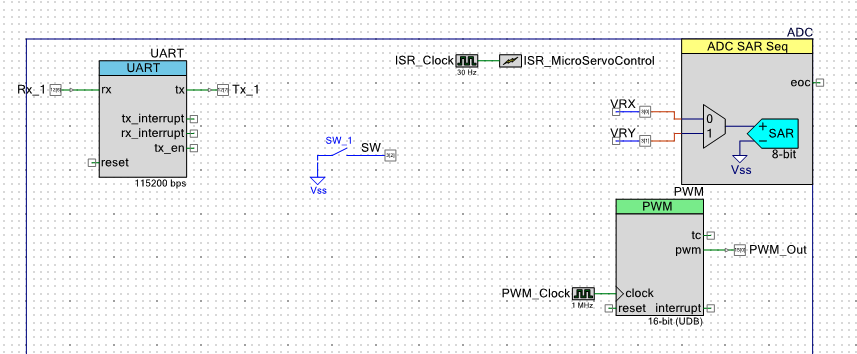 UART
UART
Rx_1
rx
tx
Tx_1
tx_interrupt
rx_interrupt
tx_en
reset
115200 bps
SW_1
SW
Vss
ISR_Clock
30 Hz
ISR_MicroServoControl
ADC
ADC SAR Seq
eoc
VRX
0
VRY
1
+
SAR
−
8-bit
Vss
PWM
PWM
tc
pwm
PWM_Out
PWM_Clock
1 MHz
clock
reset
interrupt
16-bit (UDB)